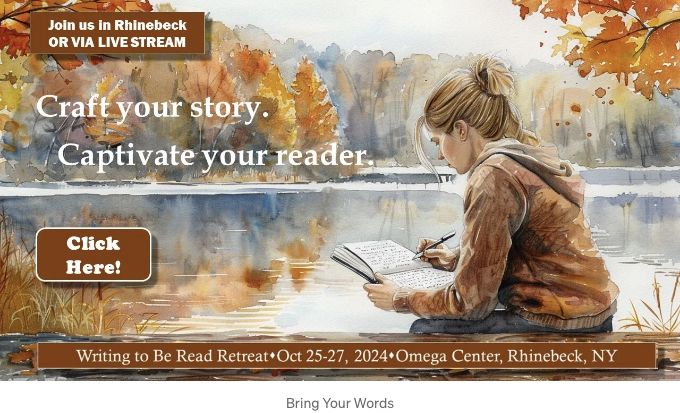 Join us in Rhinebeck
OR VIA LIVE STREAM
Craft your story.
Captivate your reader.
Click
Here!
Writing to Be Read Retreat♦Oct 25-27, 2024♦Omega Center, Rhinebeck, NY
Bring Your Words